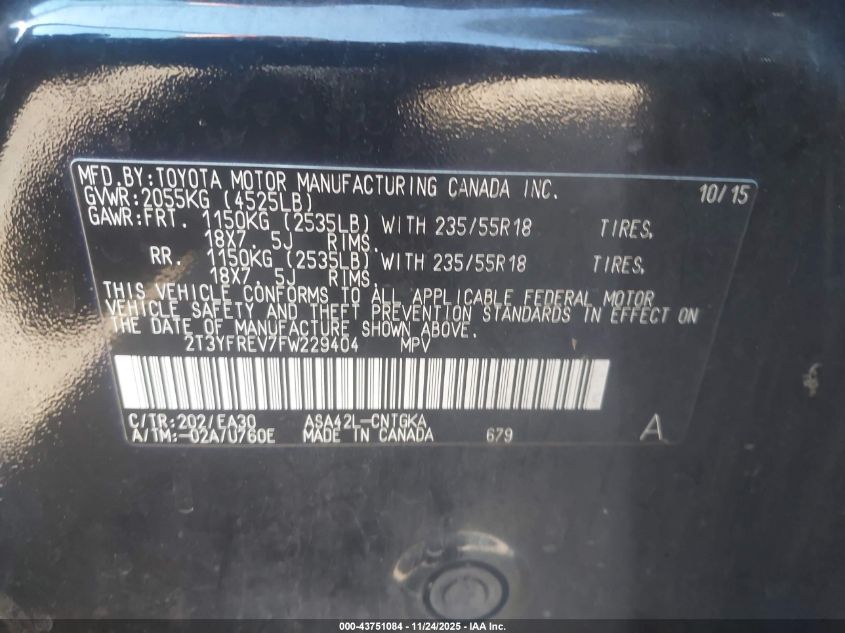 MFD.BY:TOYOTA MOTOR MANUFACTURING CANADA INC. 10/15
GVWR:2055KG (4525LB)
GAWR:FRT. 1150KG (2535LB) WITH 235/55R18 TIRES,
18X7.5J RIMS.
RR. 1150KG (2535LB) WITH 235/55R18 TIRES,
18X7.5J RIMS.
THIS VEHICLE CONFORMS TO ALL APPLICABLE FEDERAL MOTOR
VEHICLE SAFETY AND THEFT PREVENTION STANDARDS IN EFFECT ON
THE DATE OF MANUFACTURE SHOWN ABOVE.
2T3YFREV7FW229404 MPV
C/TR:202/EA30 ASA42L-CNTGKA
A/TM:-02A/U760E MADE IN CANADA 679 A
000-43751084 - 11/24/2025 - IAA Inc.